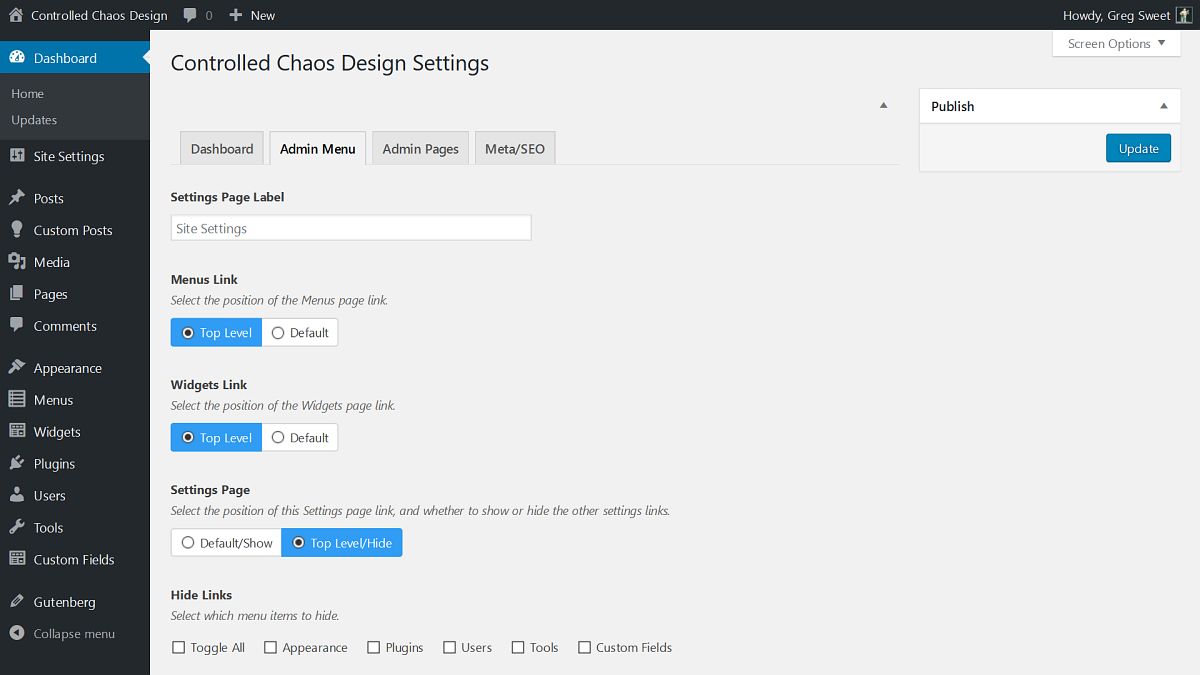 Controlled Chaos Design 0 New Howdy, Greg Sweet
Screen Options
Dashboard
Home
Updates
Site Settings
Posts
Custom Posts
Media
Pages
Comments
Appearance
Menus
Widgets
Plugins
Users
Tools
Custom Fields
Gutenberg
Collapse menu
Controlled Chaos Design Settings
Dashboard Admin Menu Admin Pages Meta/SEO
Settings Page Label
Site Settings
Menus Link
Select the position of the Menus page link.
Top Level Default
Widgets Link
Select the position of the Widgets page link.
Top Level Default
Settings Page
Select the position of this Settings page link, and whether to show or hide the other settings links.
Default/Show Top Level/Hide
Hide Links
Select which menu items to hide.
Toggle All Appearance Plugins Users Tools Custom Fields
Publish
Update